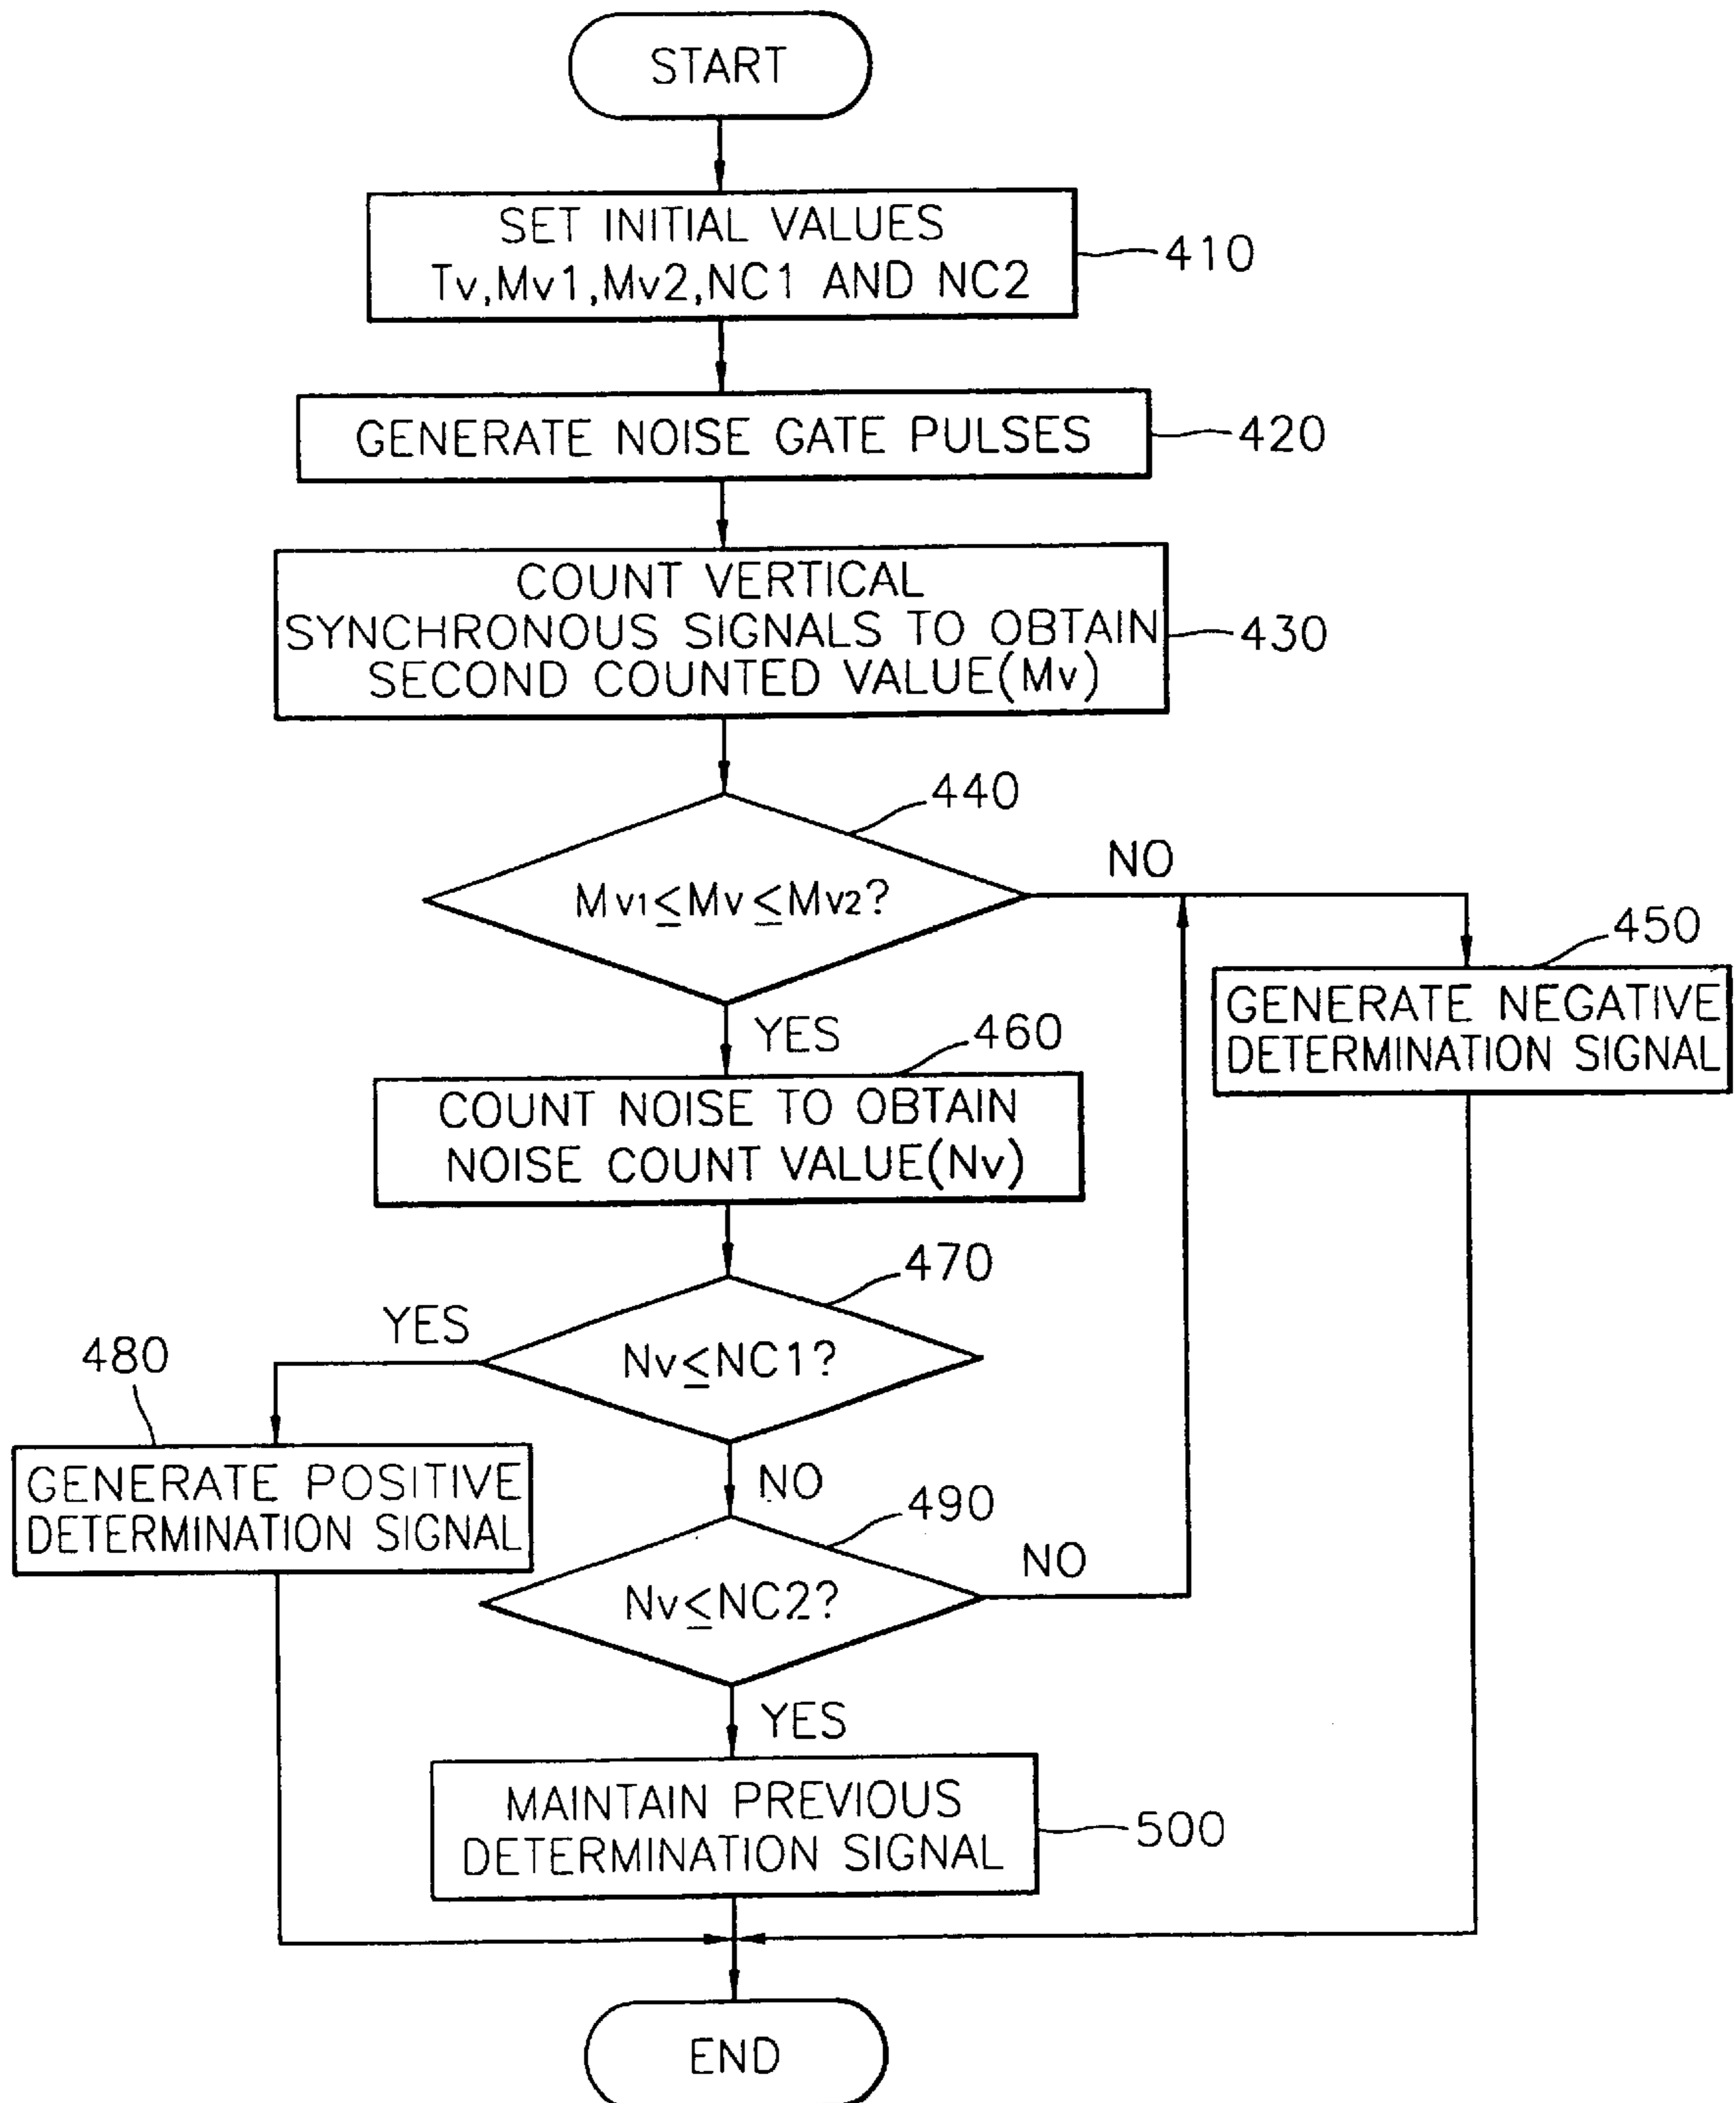 START
SET INITIAL VALUES
Tv,Mv1,Mv2,NC1 AND NC2
410
GENERATE NOISE GATE PULSES
420
COUNT VERTICAL
SYNCHRONOUS SIGNALS TO OBTAIN
SECOND COUNTED VALUE(Mv)
430
440
Mv1≤Mv≤Mv2?
NO
450
GENERATE NEGATIVE
DETERMINATION SIGNAL
YES
460
COUNT NOISE TO OBTAIN
NOISE COUNT VALUE(Nv)
470
YES
Nv≤NC1?
480
GENERATE POSITIVE
DETERMINATION SIGNAL
NO
490
Nv≤NC2?
NO
YES
MAINTAIN PREVIOUS
DETERMINATION SIGNAL
500
END